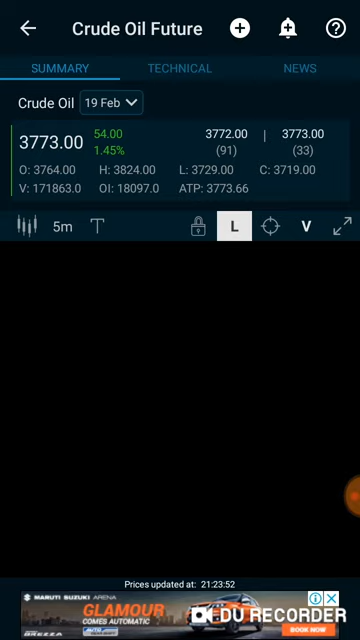 Crude Oil Future
SUMMARY TECHNICAL NEWS
Crude Oil 19 Feb
3773.00 54.00 1.45% 3772.00 (91) | 3773.00 (33)
O: 3764.00 H: 3824.00 L: 3729.00 C: 3719.00
V: 171863.0 OI: 18097.0 ATP: 3773.66
5m T L V
Prices updated at: 21:23:52
MARUTI SUZUKI ARENA
GLAMOUR
COMES AUTOMATIC
BREZZA
BOOK NOW
DU RECORDER